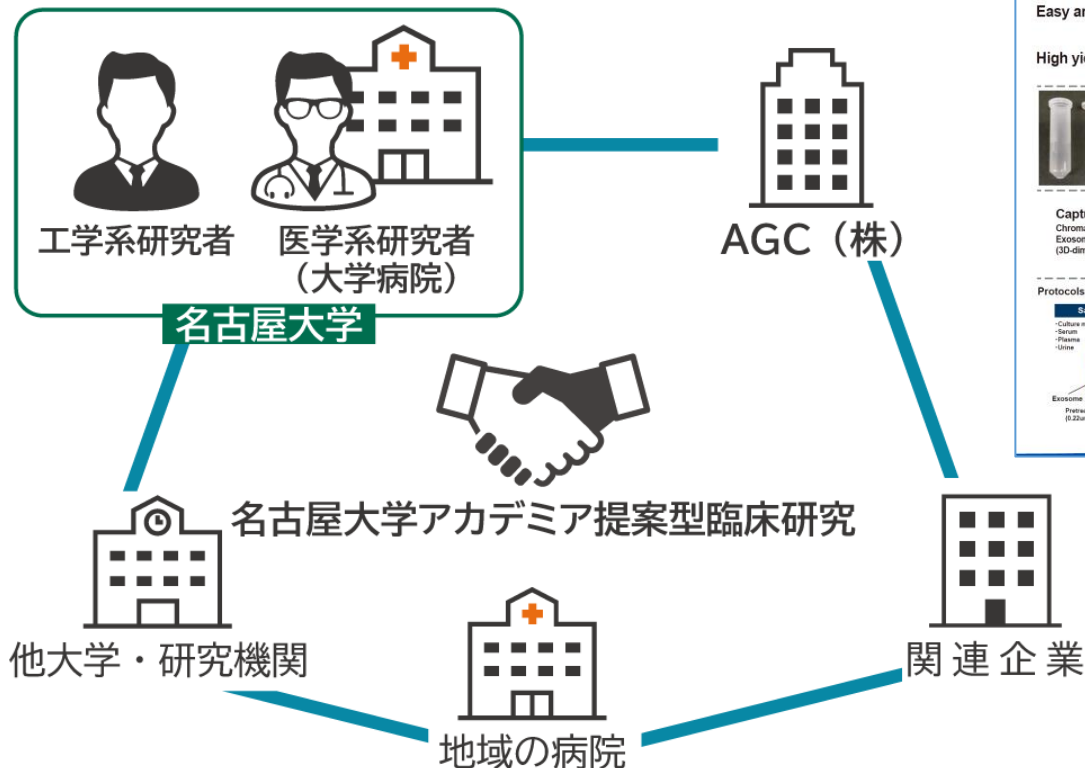 工学系研究者
医学系研究者
（大学病院）
名古屋大学
AGC（株）
名古屋大学アカデミア提案型臨床研究
他大学・研究機関
地域の病院
関連企業
Easy
High
Protocols
-Serum
-Plasma
-Urine
Exosome